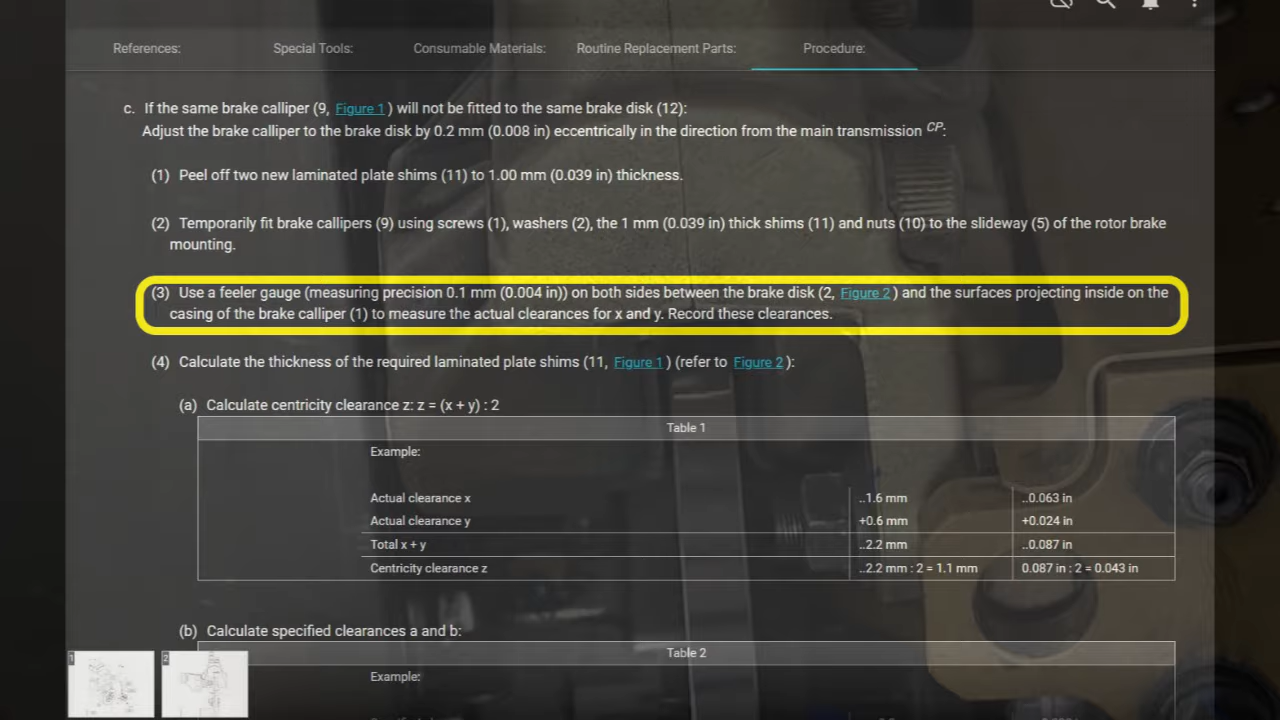 References: Special Tools: Consumable Materials: Routine Replacement Parts: Procedure:
c. If the same brake calliper (9, Figure 1 ) will not be fitted to the same brake disk (12):
Adjust the brake calliper to the brake disk by 0.2 mm (0.008 in) eccentrically in the direction from the main transmission CP:
(1) Peel off two new laminated plate shims (11) to 1.00 mm (0.039 in) thickness.
(2) Temporarily fit brake callipers (9) using screws (1), washers (2), the 1 mm (0.039 in) thick shims (11) and nuts (10) to the slideway (5) of the rotor brake
mounting.
(3) Use a feeler gauge (measuring precision 0.1 mm (0.004 in)) on both sides between the brake disk (2, Figure 2 ) and the surfaces projecting inside on the
casing of the brake calliper (1) to measure the actual clearances for x and y. Record these clearances.
(4) Calculate the thickness of the required laminated plate shims (11, Figure 1 ) (refer to Figure 2 ):
(a) Calculate centricity clearance z: z = (x + y) : 2
Table 1
Example:
Actual clearance x ..1.6 mm ..0.063 in
Actual clearance y +0.6 mm +0.024 in
Total x + y ..2.2 mm ..0.087 in
Centricity clearance z ..2.2 mm : 2 = 1.1 mm 0.087 in : 2 = 0.043 in
(b) Calculate specified clearances a and b:
Table 2
Example:
1 2